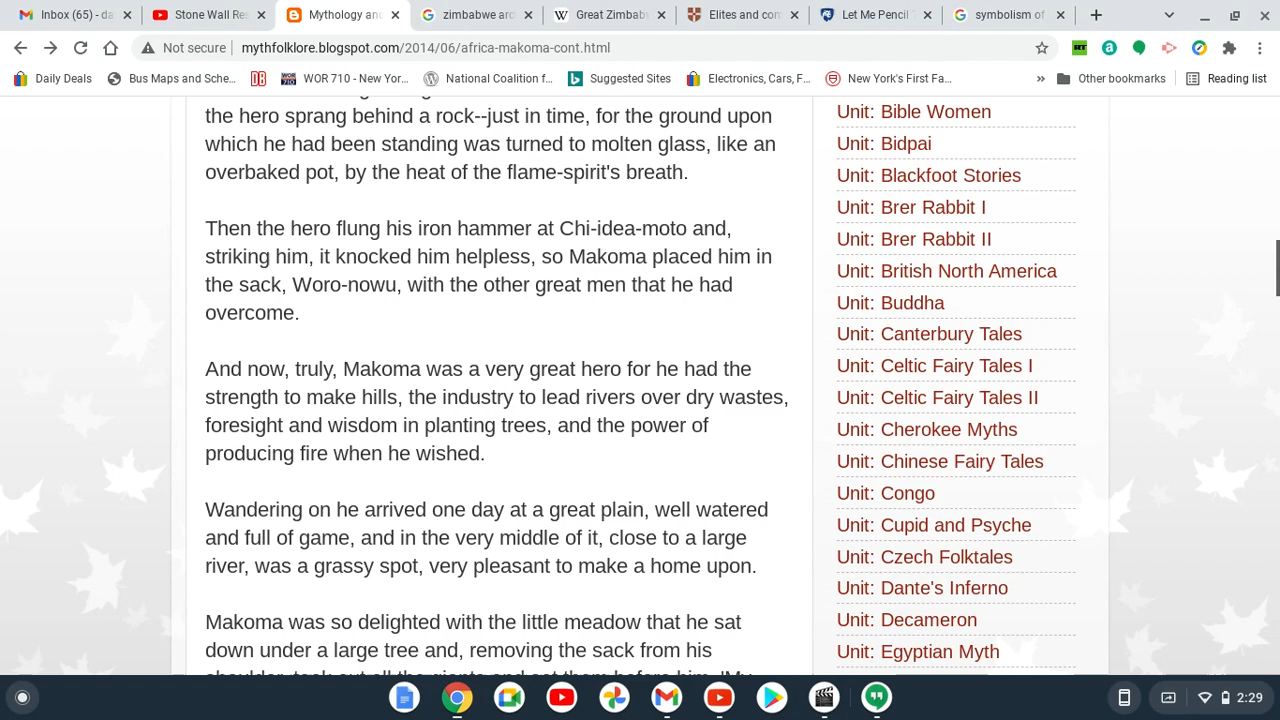 Inbox (65) - da
Stone Wall Res
Mythology and
zimbabwe arc
Great Zimbab
Elites and com
Let Me Pencil
symbolism of
Not secure
mythfolklore.blogspot.com/2014/06/africa-makoma-cont.html
Daily Deals
Bus Maps and Sche...
WOR 710 - New Yor...
National Coalition f...
Suggested Sites
Electronics, Cars, F...
New York's First Fa...
»
Other bookmarks
Reading list
the hero sprang behind a rock--just in time, for the ground upon
which he had been standing was turned to molten glass, like an
overbaked pot, by the heat of the flame-spirit's breath.
Then the hero flung his iron hammer at Chi-idea-moto and,
striking him, it knocked him helpless, so Makoma placed him in
the sack, Woro-nowu, with the other great men that he had
overcome.
And now, truly, Makoma was a very great hero for he had the
strength to make hills, the industry to lead rivers over dry wastes,
foresight and wisdom in planting trees, and the power of
producing fire when he wished.
Wandering on he arrived one day at a great plain, well watered
and full of game, and in the very middle of it, close to a large
river, was a grassy spot, very pleasant to make a home upon.
Makoma was so delighted with the little meadow that he sat
down under a large tree and, removing the sack from his
Unit: Bible Women
Unit: Bidpai
Unit: Blackfoot Stories
Unit: Brer Rabbit I
Unit: Brer Rabbit II
Unit: British North America
Unit: Buddha
Unit: Canterbury Tales
Unit: Celtic Fairy Tales I
Unit: Celtic Fairy Tales II
Unit: Cherokee Myths
Unit: Chinese Fairy Tales
Unit: Congo
Unit: Cupid and Psyche
Unit: Czech Folktales
Unit: Dante's Inferno
Unit: Decameron
Unit: Egyptian Myth
2:29